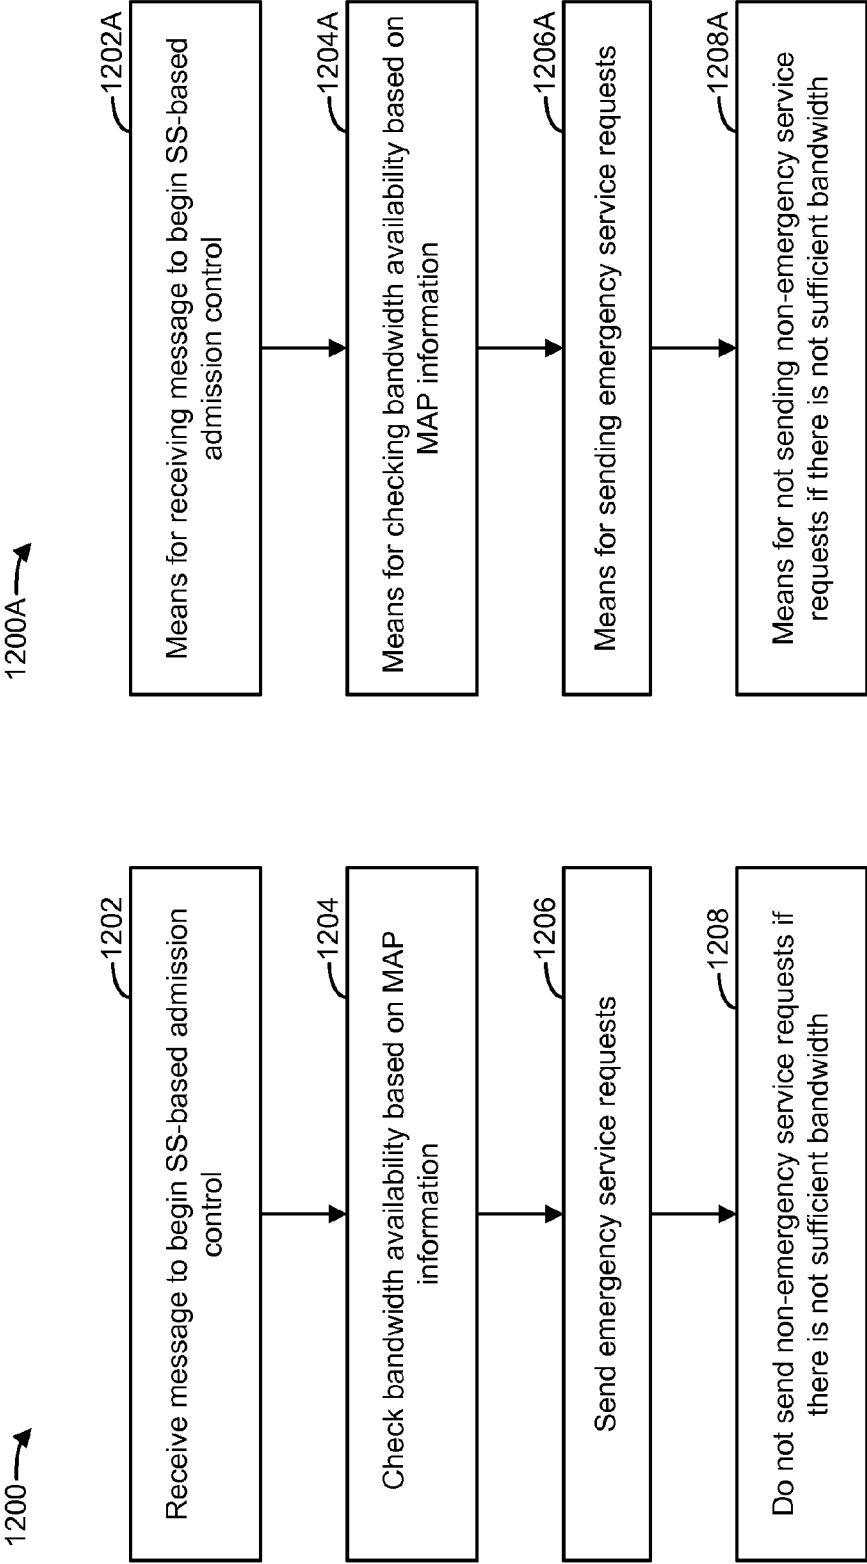 1200
1202
Receive message to begin SS-based admission
control
1204
Check bandwidth availability based on MAP
information
1206
Send emergency service requests
1208
Do not send non-emergency service requests if
there is not sufficient bandwidth
1200A
1202A
Means for receiving message to begin SS-based
admission control
1204A
Means for checking bandwidth availability based on
MAP information
1206A
Means for sending emergency service requests
1208A
Means for not sending non-emergency service
requests if there is not sufficient bandwidth